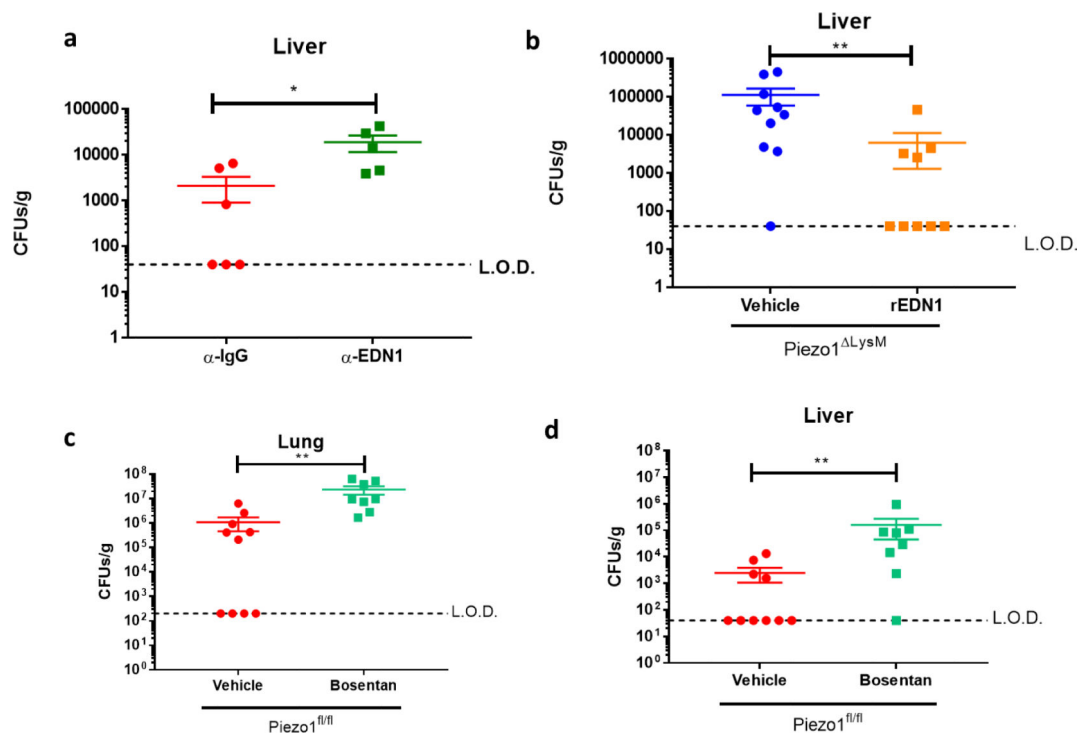 a
Liver
*
100000
10000
1000
100
10
1
CFUs/g
L.O.D.
α-IgG
α-EDN1
b
Liver
**
1000000
100000
10000
1000
100
10
1
CFUs/g
L.O.D.
Vehicle
rEDN1
Piezo1ΔLysM
c
Lung
**
10⁸
10⁷
10⁶
10⁵
10⁴
10³
10²
10¹
10⁰
CFUs/g
L.O.D.
Vehicle
Bosentan
Piezo1fl/fl
d
Liver
**
10⁸
10⁷
10⁶
10⁵
10⁴
10³
10²
10¹
10⁰
CFUs/g
L.O.D.
Vehicle
Bosentan
Piezo1fl/fl